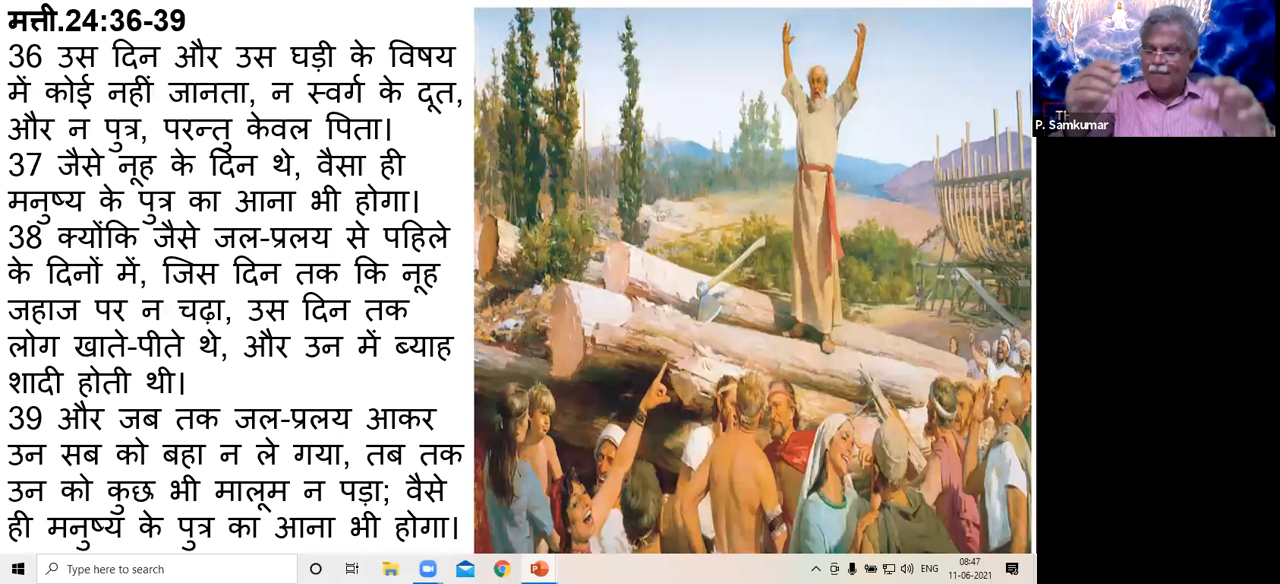 मत्ती.24:36-39
36 उस दिन और उस घड़ी के विषय
में कोई नहीं जानता, न स्वर्ग के दूत,
और न पुत्र, परन्तु केवल पिता।
37 जैसे नूह के दिन थे, वैसा ही
मनुष्य के पुत्र का आना भी होगा।
38 क्योंकि जैसे जल-प्रलय से पहिले
के दिनों में, जिस दिन तक कि नूह
जहाज पर न चढ़ा, उस दिन तक
लोग खाते-पीते थे, और उन में ब्याह
शादी होती थी।
39 और जब तक जल-प्रलय आकर
उन सब को बहा न ले गया, तब तक
उन को कुछ भी मालूम न पड़ा; वैसे
ही मनुष्य के पुत्र का आना भी होगा।
P. Samkumar
Type here to search
ENG
08:47
11-06-2021